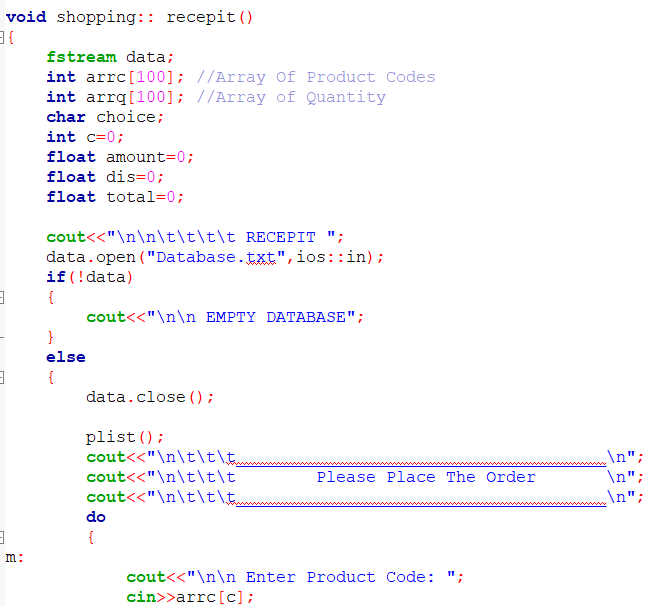 void shopping:: recepit()
{
    fstream data;
    int arrc[100]; //Array Of Product Codes
    int arrq[100]; //Array of Quantity
    char choice;
    int c=0;
    float amount=0;
    float dis=0;
    float total=0;

    cout<<"\n\n\t\t\t\t RECEPIT ";
    data.open("Database.txt",ios::in);
    if(!data)
    {
        cout<<"\n\n EMPTY DATABASE";
    }
    else
    {
        data.close();

        plist();
        cout<<"\n\t\t\t_____________________________________\n";
        cout<<"\n\t\t\t        Please Place The Order       \n";
        cout<<"\n\t\t\t_____________________________________\n";
        do
        {
m:
            cout<<"\n\n Enter Product Code: ";
            cin>>arrc[c];